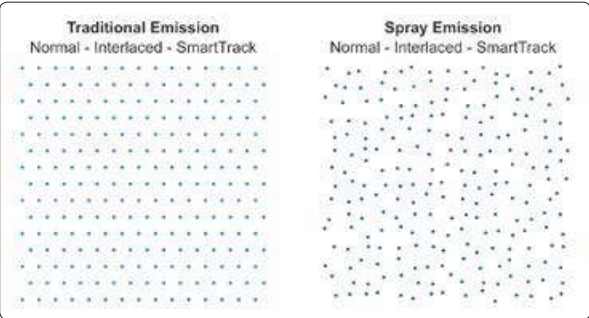 Traditional Emission
Normal - Interlaced - SmartTrack
Spray Emission
Normal - Interlaced - SmartTrack